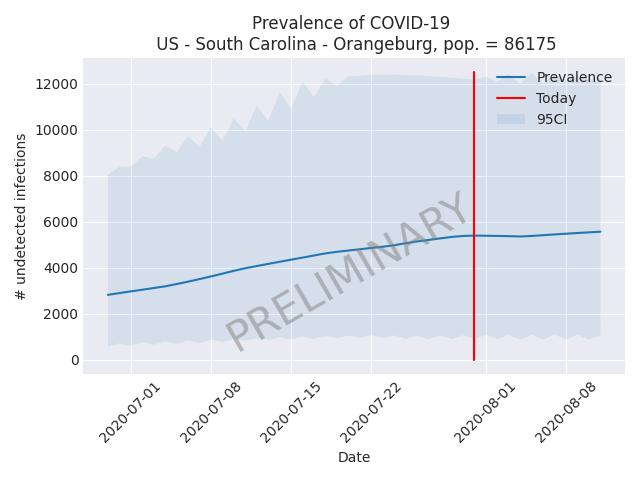 Prevalence of COVID-19
US - South Carolina - Orangeburg, pop. = 86175
# undetected infections
12000
10000
8000
6000
4000
2000
0
Prevalence
Today
95CI
PRELIMINARY
2020-07-01
2020-07-08
2020-07-15
2020-07-22
2020-08-01
2020-08-08
Date